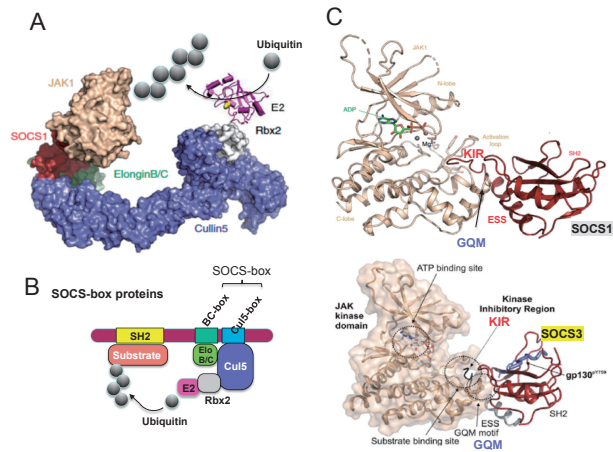 A
Ubiquitin
JAK1
E2
SOCS1
Rbx2
ElonginB/C
Cullin5
B
SOCS-box proteins
SOCS-box
BC-box
Cul5-box
SH2
Substrate
Elo
B/C
Cul5
E2
Rbx2
Ubiquitin
C
JAK1
N-lobe
ADP
Mg
Activation
loop
KIR
SH2
C-lobe
ESS
GQM
SOCS1
ATP binding site
JAK kinase
domain
Kinase
Inhibitory Region
KIR
SOCS3
gp130
SH2
ESS
GQM motif
Substrate binding site
GQM